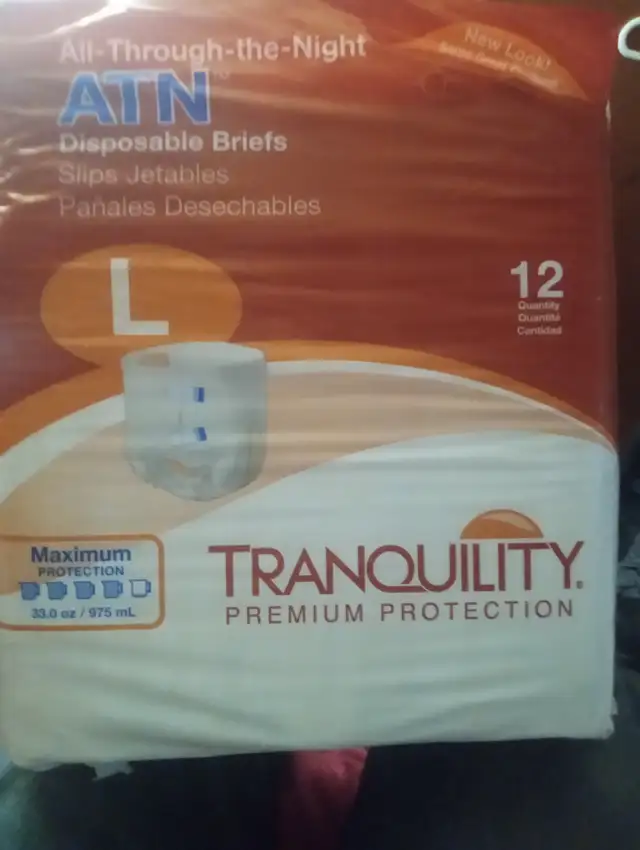 All-Through-the-Night
ATN™
Disposable Briefs
Slips Jetables
Pañales Desechables
New Look!
L
12
Quantity
Quantité
Cantidad
Maximum
PROTECTION
33.0 oz / 975 mL
TRANQUILITY®
PREMIUM PROTECTION